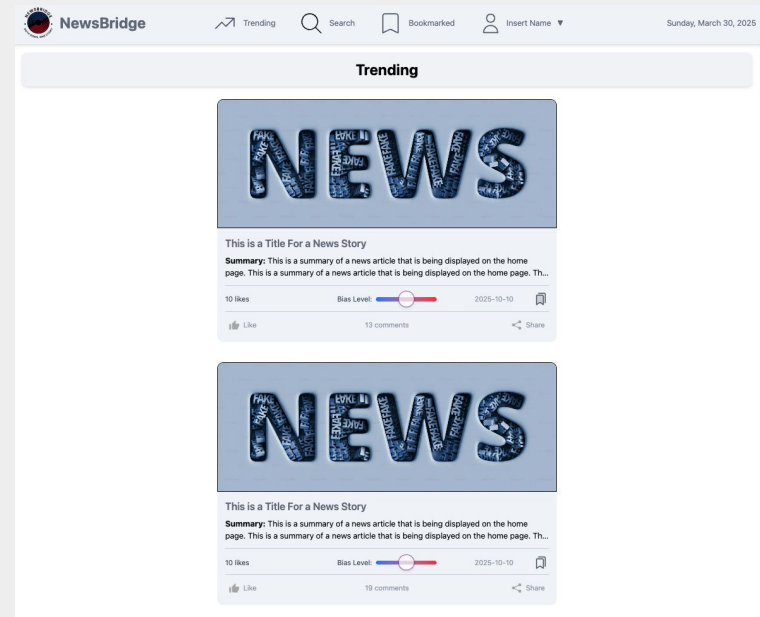 NewsBridge
Trending
Search
Bookmarked
Insert Name ▼
Sunday, March 30, 2025
Trending
NEWS
This is a Title For a News Story
Summary: This is a summary of a news article that is being displayed on the home
page. This is a summary of a news article that is being displayed on the home page. Th...
10 likes
Bias Level:
2025-10-10
Like
13 comments
Share
NEWS
This is a Title For a News Story
Summary: This is a summary of a news article that is being displayed on the home
page. This is a summary of a news article that is being displayed on the home page. Th...
10 likes
Bias Level:
2025-10-10
Like
19 comments
Share